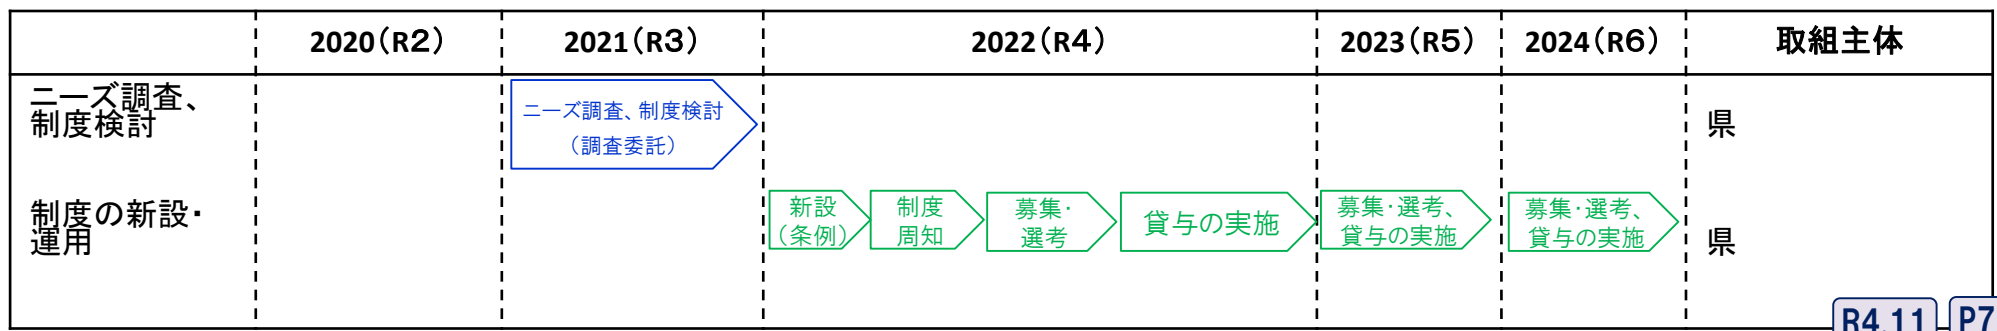 2020（R2） 2021（R3） 2022（R4） 2023（R5） 2024（R6） 取組主体
ニーズ調査、
制度検討
ニーズ調査、制度検討
（調査委託）
県
制度の新設・
運用
新設
（条例）
制度
周知
募集・
選考
貸与の実施
募集・選考、
貸与の実施
募集・選考、
貸与の実施
県
R4.11 P7